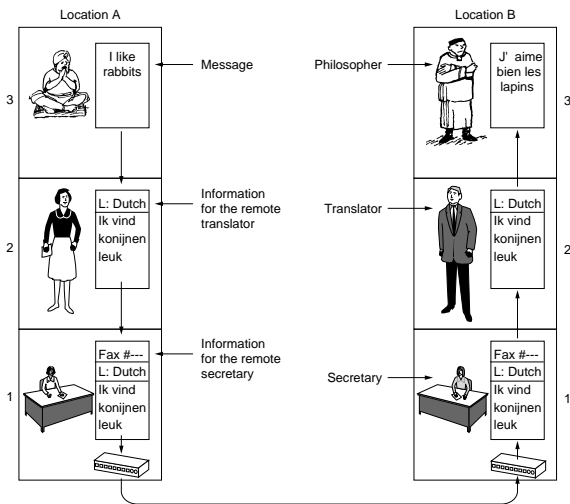 Location A
Location B
I like
rabbits
Message
Philosopher
J' aime
bien les
lapins
3
3
L: Dutch
Ik vind
konijnen
leuk
Information
for the remote
translator
Translator
L: Dutch
Ik vind
konijnen
leuk
2
2
Fax #---
L: Dutch
Ik vind
konijnen
leuk
Information
for the remote
secretary
Secretary
Fax #---
L: Dutch
Ik vind
konijnen
leuk
1
1